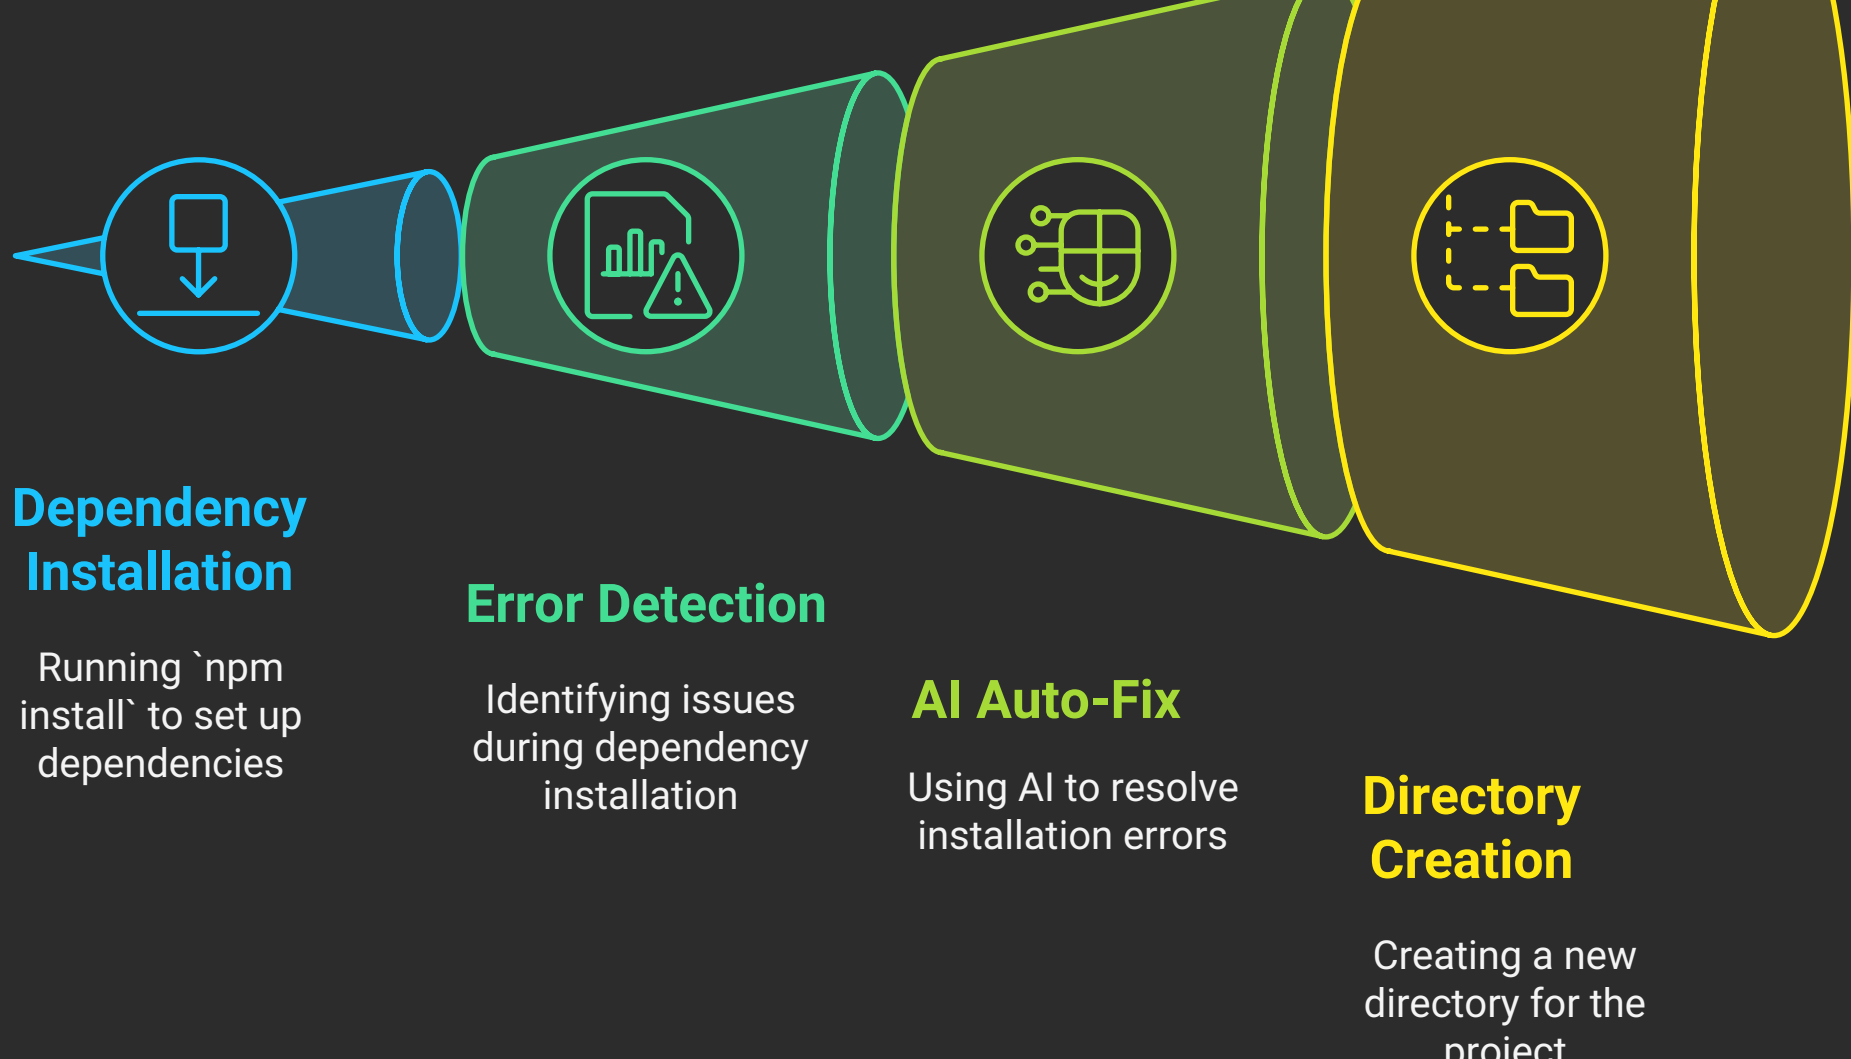 Dependency
Installation
Running `npm
install` to set up
dependencies
Error Detection
Identifying issues
during dependency
installation
AI Auto-Fix
Using AI to resolve
installation errors
Directory
Creation
Creating a new
directory for the
project